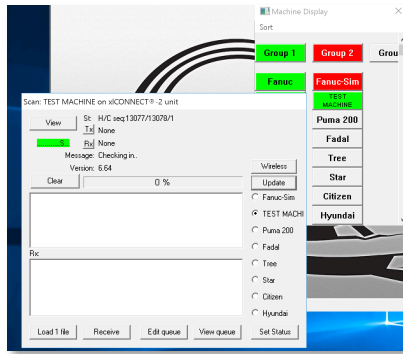 Machine Display
Sort
Group 1
Group 2
Grou
Fanuc
Fanuc-Sim
TEST MACHINE
Puma 200
Fadal
Tree
Star
Citizen
Hyundai
Scan: TEST MACHINE on xlCONNECT® -2 unit
View
St: H/C seq:13077/13078/1
Tx None
S
Rx None
Message: Checking in..
Version: 6.64
Clear
0 %
Wireless
Update
Fanuc-Sim
TEST MACHI
Puma 200
Fadal
Tree
Star
Citizen
Hyundai
Rx:
Load 1 file
Receive
Edit queue
View queue
Set Status